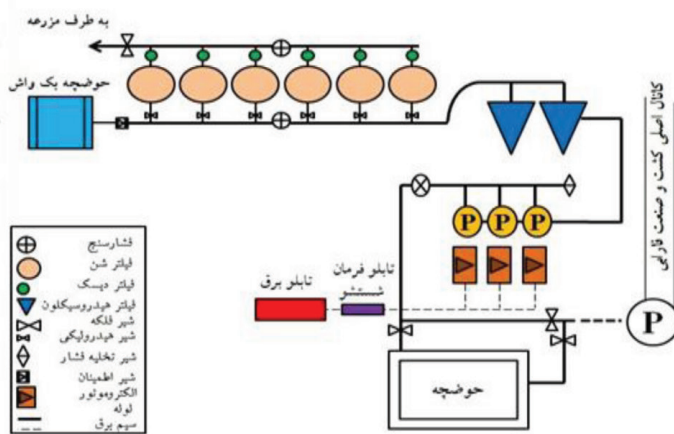 به طرف مزرعه
حوضچه بک واش
کانال اصلی کشت و صنعت فارابی
P
P
P
تابلو فرمان
شستشو
تابلو برق
P
حوضچه
فشارسنج
فیلتر شن
فیلتر دیسک
فیلتر هیدروسیکلون
شیر فلکه
شیر هیدرولیکی
شیر تخلیه فشار
شیر اطمینان
الکتروموتور
لوله
سیم برق